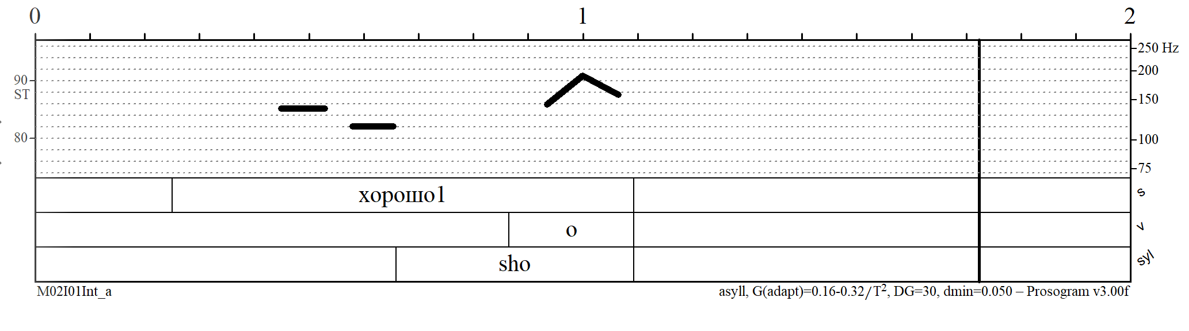 0 1 2
250 Hz
90 200
ST
150
80 100
75
хорошо1 s
o v
sho syl
M02I01Int_a asyll, G(adapt)=0.16-0.32/T², DG=30, dmin=0.050 – Prosogram v3.00f